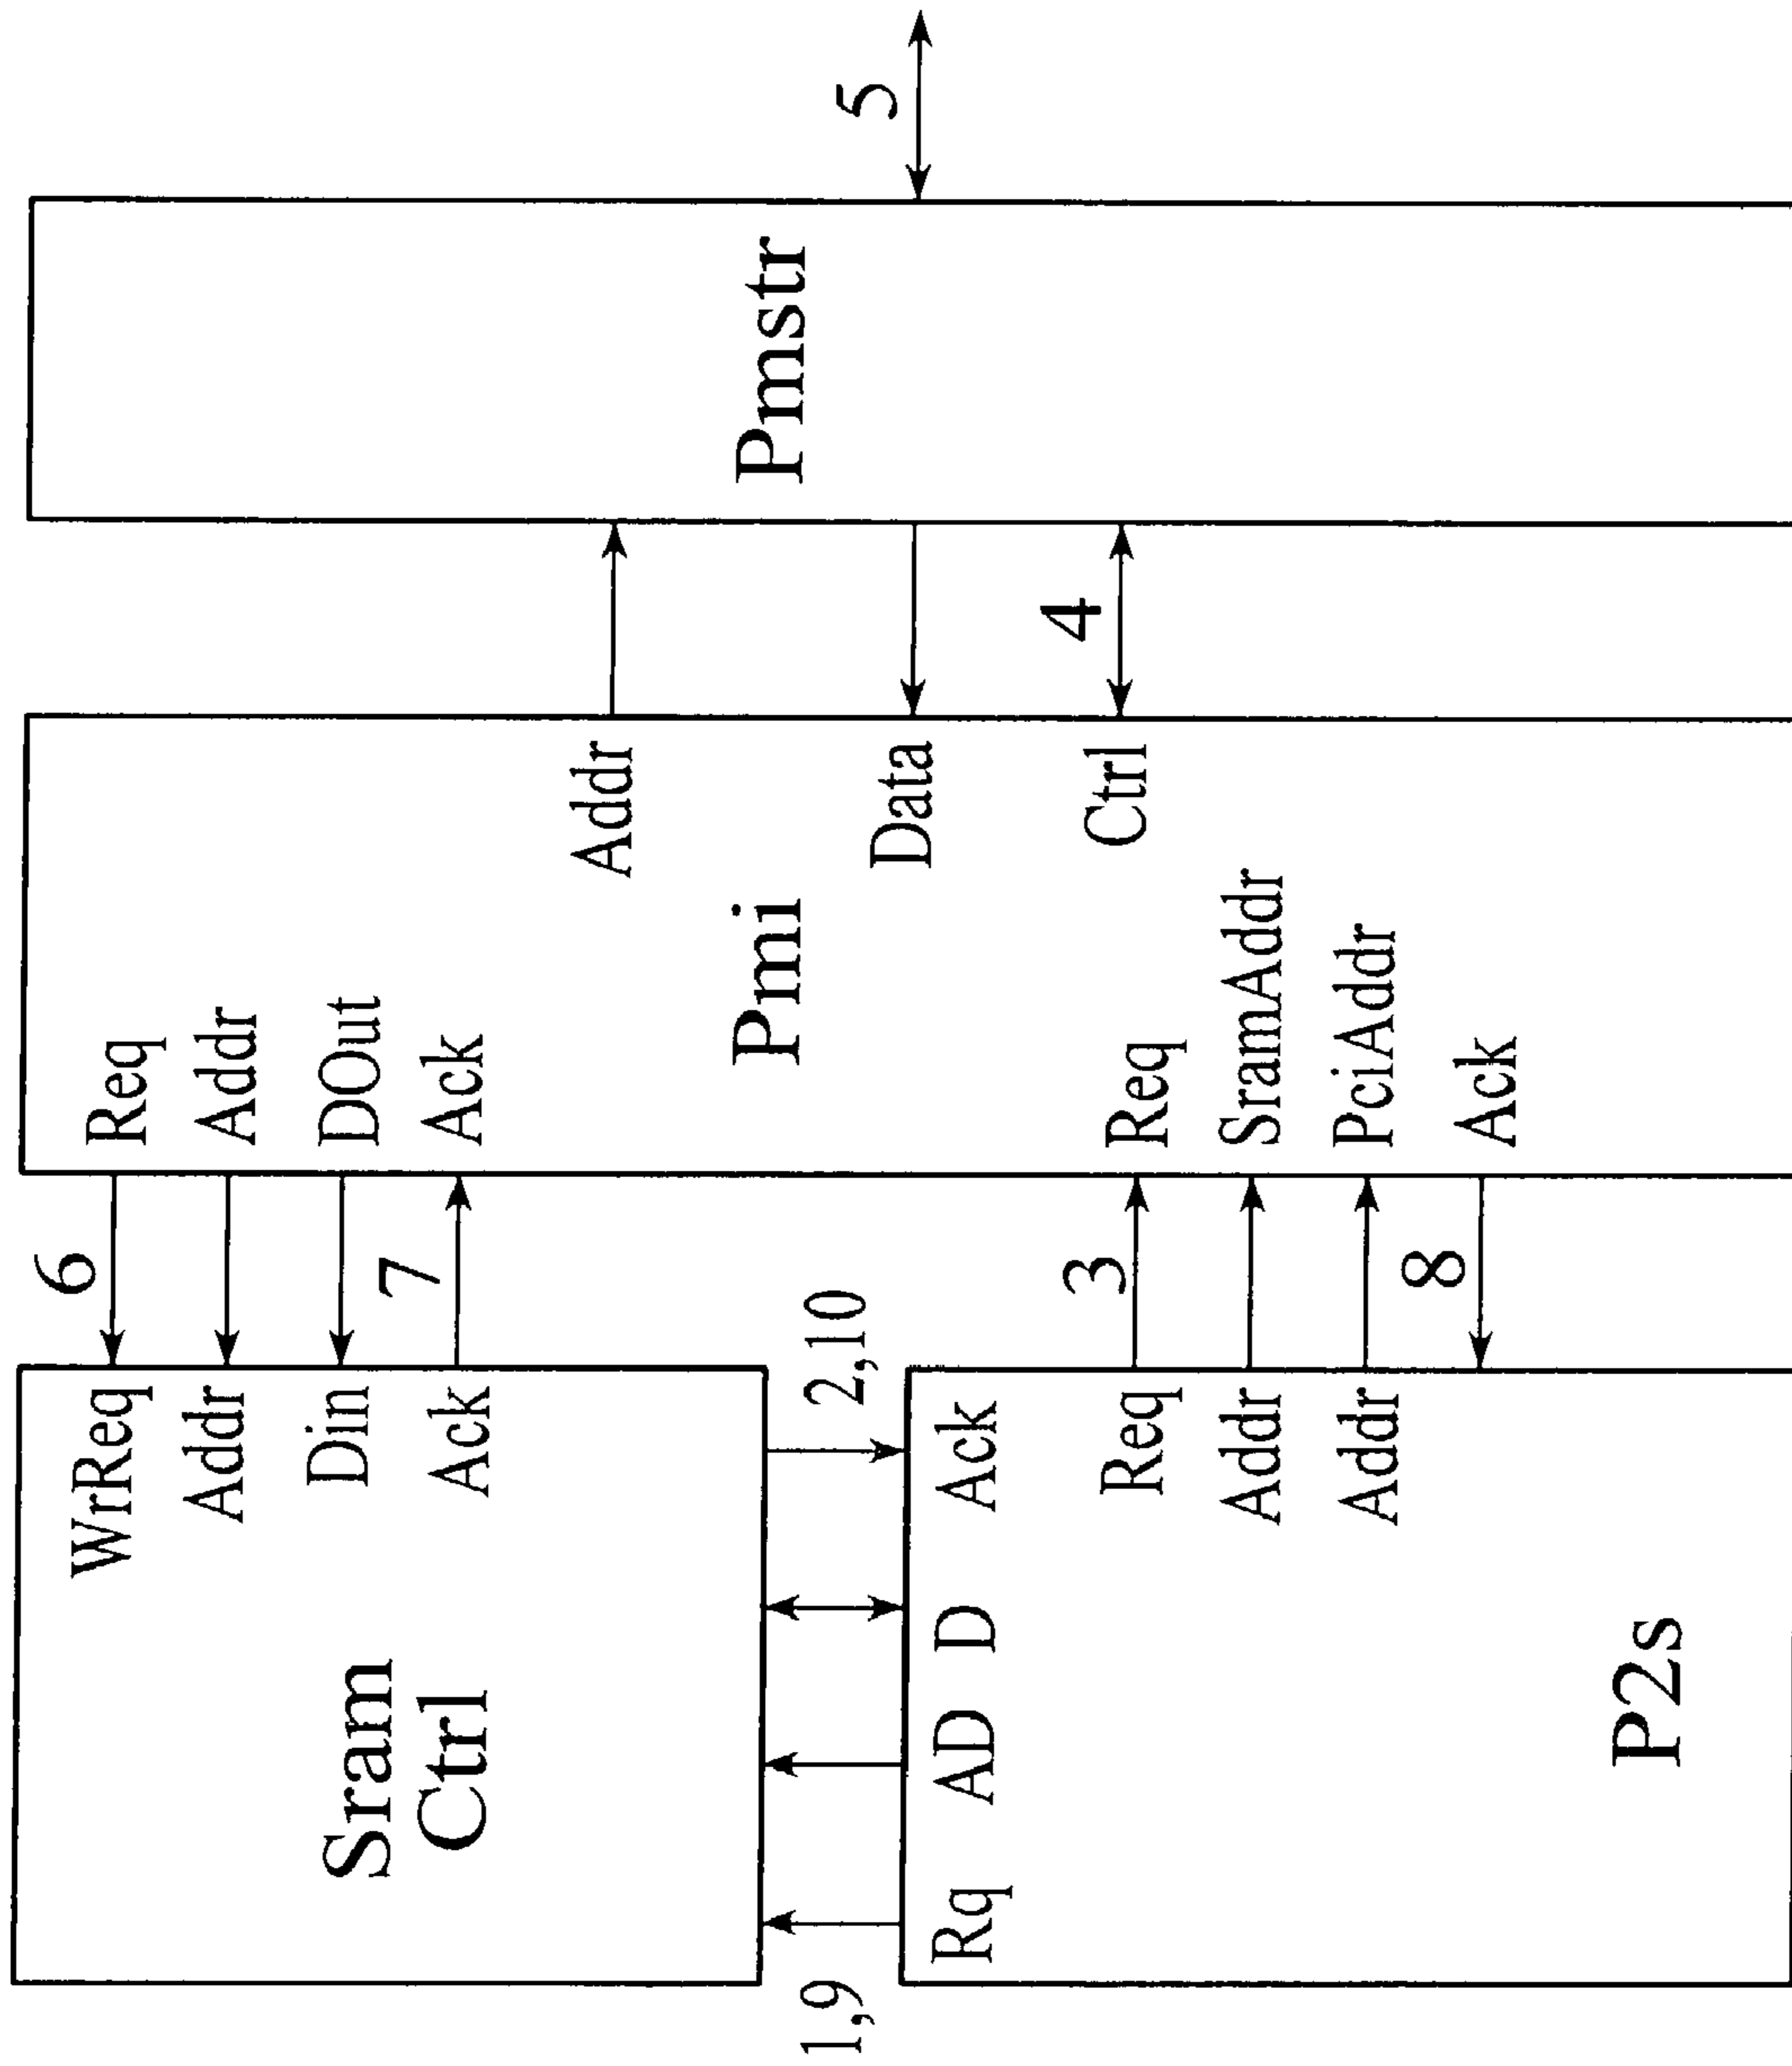 Sram
Ctrl
WrReq
Addr
Din
Ack
6
7
Req
Addr
DOut
Ack
1,9
2,10
Rq AD D Ack
Req
Addr
Addr
P2s
3
8
Req
SramAddr
PciAddr
Ack
Pmi
Addr
Data
Ctrl
4
Pmstr
5